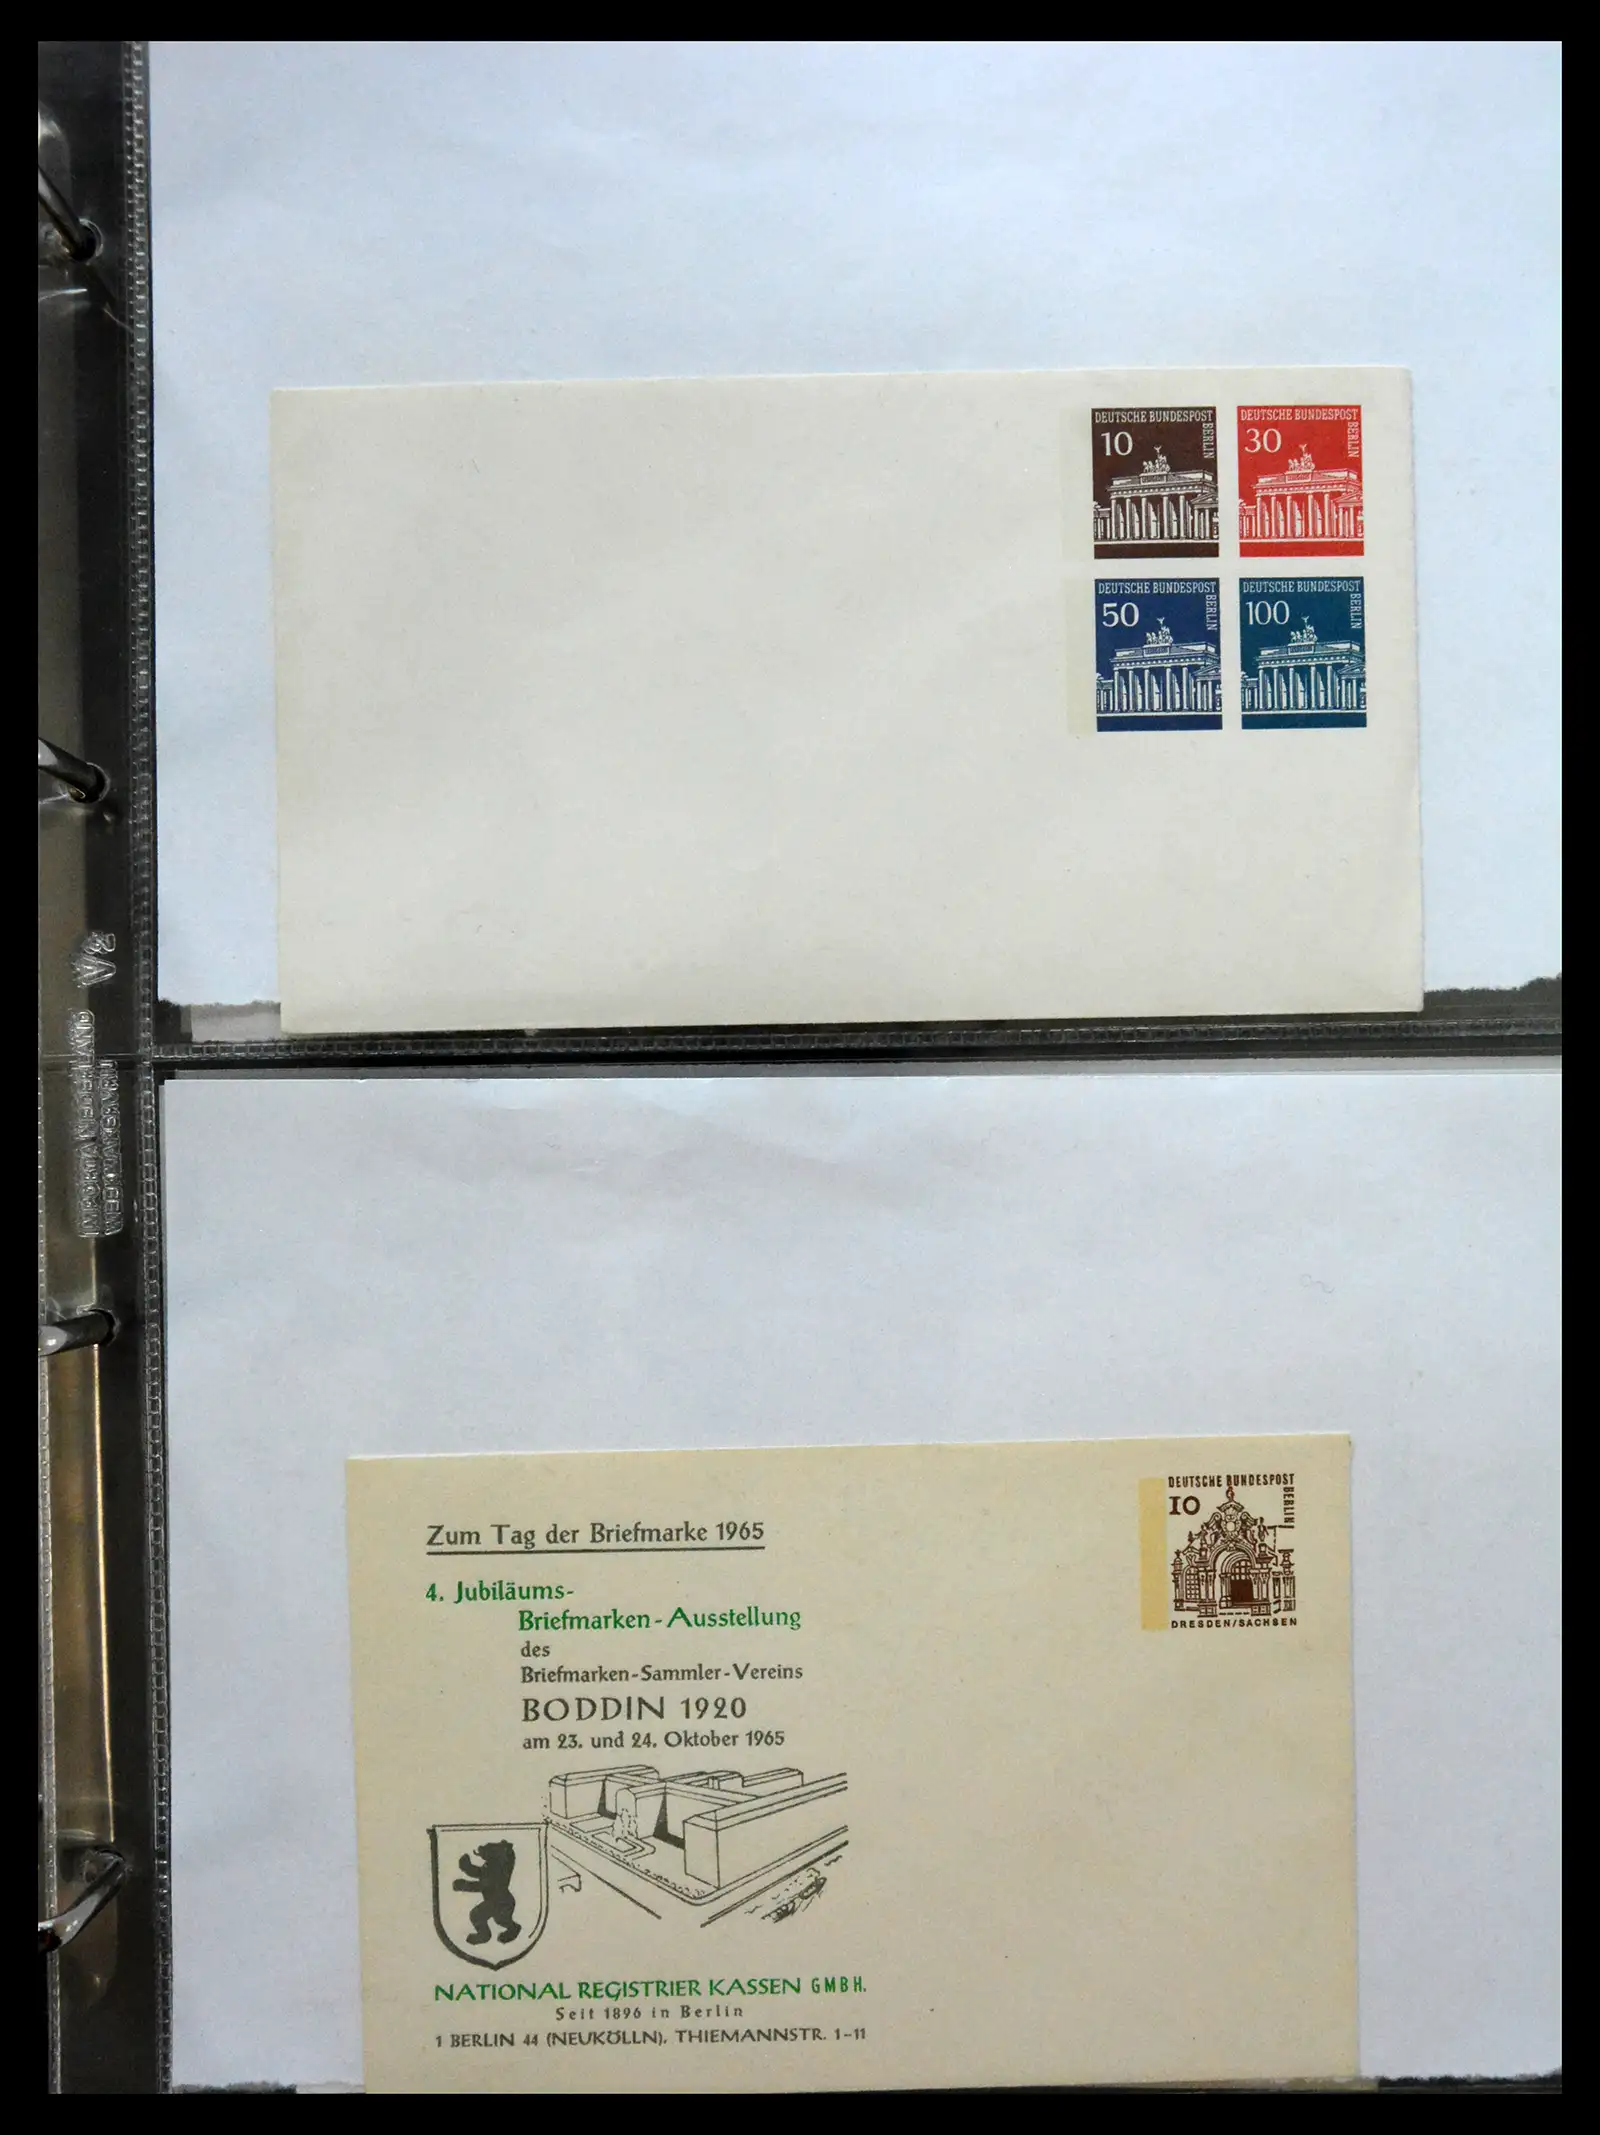 DEUTSCHE BUNDESPOST
BERLIN
10
DEUTSCHE BUNDESPOST
BERLIN
30
DEUTSCHE BUNDESPOST
BERLIN
50
DEUTSCHE BUNDESPOST
BERLIN
100
IMPORTA NEDERLAND
DEUTSCHE BUNDESPOST
BERLIN
10
DRESDEN/SACHSEN
Zum Tag der Briefmarke 1965
4. Jubiläums-
Briefmarken-Ausstellung
des
Briefmarken-Sammler-Vereins
BODDIN 1920
am 23. und 24. Oktober 1965
NATIONAL REGISTRIER KASSEN GMBH.
Seit 1896 in Berlin
1 BERLIN 44 (NEUKÖLLN), THIEMANNSTR. 1-11